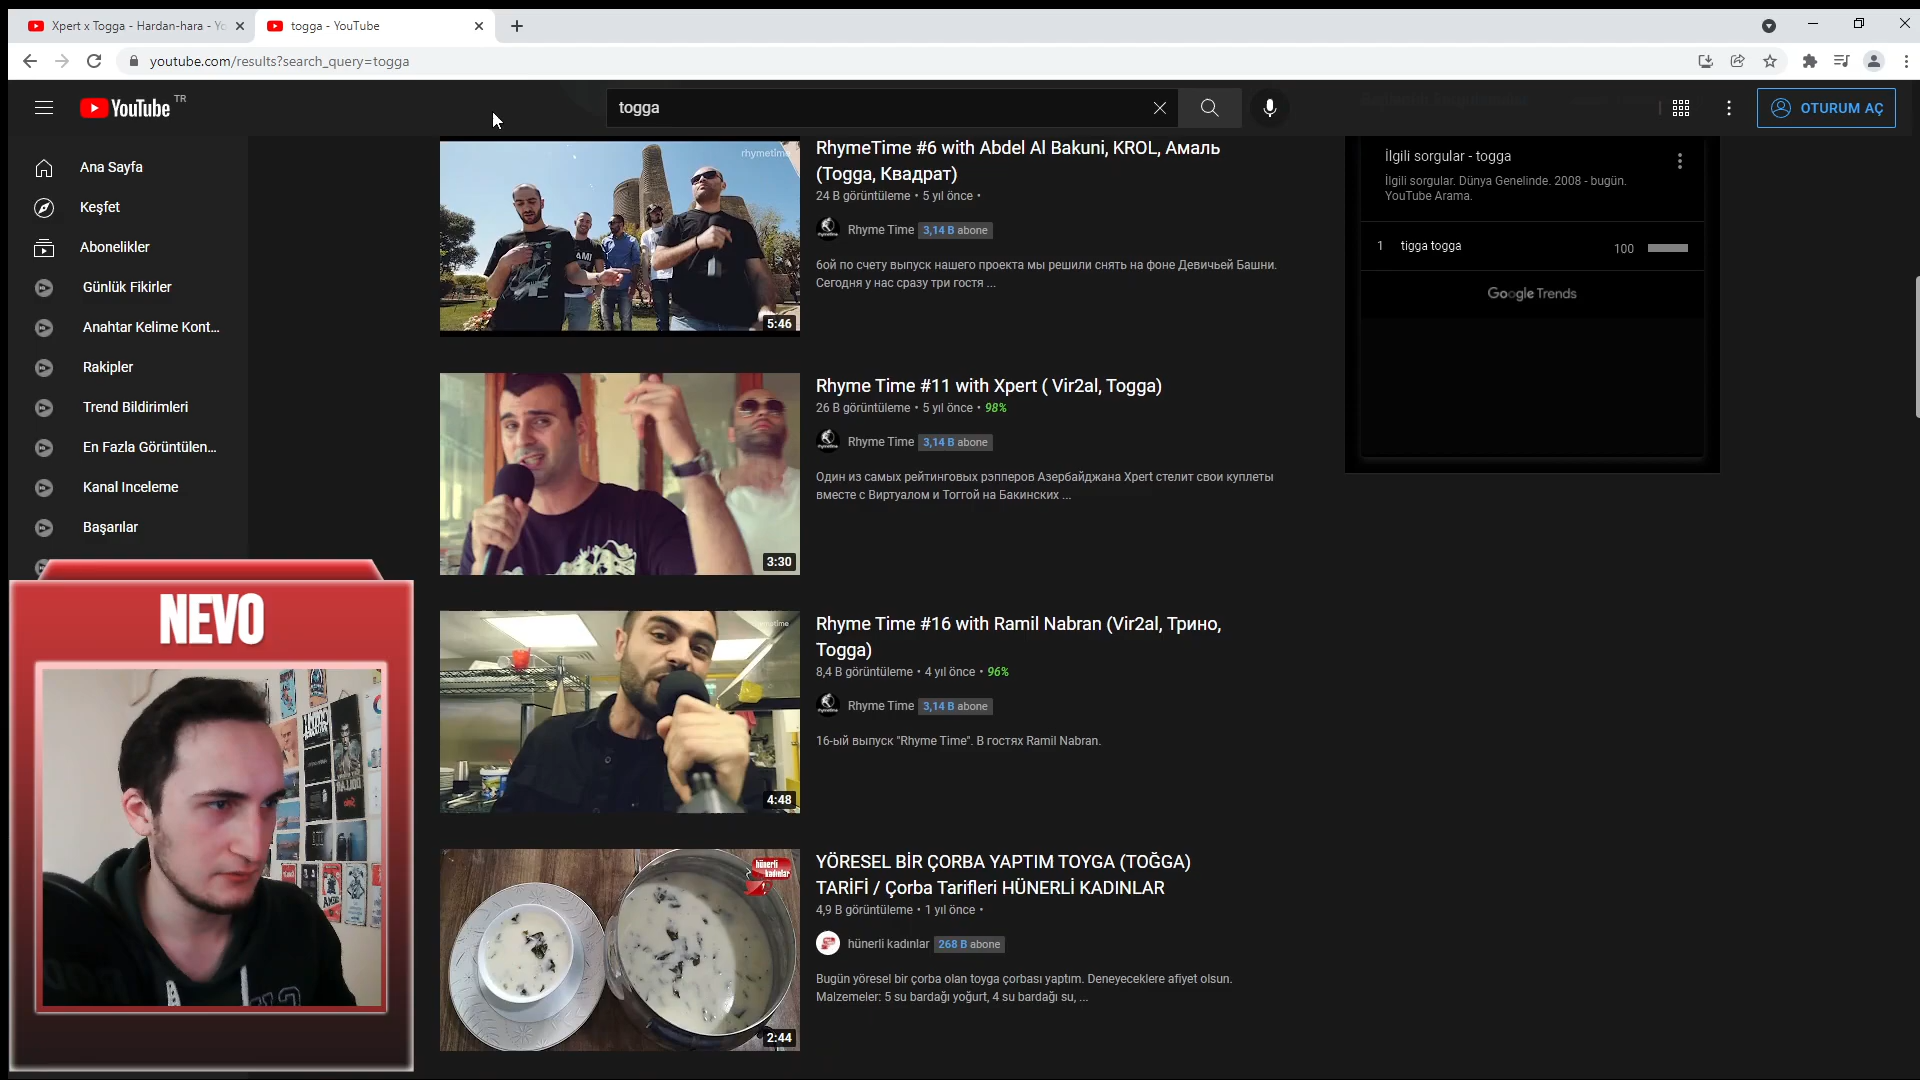 Xpert x Togga - Hardan-hara - Yo
togga - YouTube
youtube.com/results?search_query=togga
YouTube TR
togga
OTURUM AÇ
Ana Sayfa
Keşfet
Abonelikler
Günlük Fikirler
Anahtar Kelime Kont...
Rakipler
Trend Bildirimleri
En Fazla Görüntülen...
Kanal Inceleme
Başarılar
NEVO
rhymetime
5:46
RhymeTime #6 with Abdel Al Bakuni, KROL, Амаль
(Togga, Квадрат)
24 B görüntüleme • 5 yıl önce •
Rhyme Time 3,14 B abone
6ой по счету выпуск нашего проекта мы решили снять на фоне Девичьей Башни.
Сегодня у нас сразу три гостя ...
3:30
Rhyme Time #11 with Xpert ( Vir2al, Togga)
26 B görüntüleme • 5 yıl önce • 98%
Rhyme Time 3,14 B abone
Один из самых рейтинговых рэпперов Азербайджана Xpert стелит свои куплеты
вместе с Виртуалом и Тоггой на Бакинских ...
4:48
Rhyme Time #16 with Ramil Nabran (Vir2al, Трино,
Togga)
8,4 B görüntüleme • 4 yıl önce • 96%
Rhyme Time 3,14 B abone
16-ый выпуск "Rhyme Time". В гостях Ramil Nabran.
hünerli
kadınlar
2:44
YÖRESEL BİR ÇORBA YAPTIM TOYGA (TOĞGA)
TARİFİ / Çorba Tarifleri HÜNERLİ KADINLAR
4,9 B görüntüleme • 1 yıl önce •
hünerli kadınlar 268 B abone
Bugün yöresel bir çorba olan toyga çorbası yaptım. Deneyeceklere afiyet olsun.
Malzemeler: 5 su bardağı yoğurt, 4 su bardağı su, ...
İlgili sorgular - togga
İlgili sorgular. Dünya Genelinde. 2008 - bugün.
YouTube Arama.
1 tigga togga 100
Google Trends